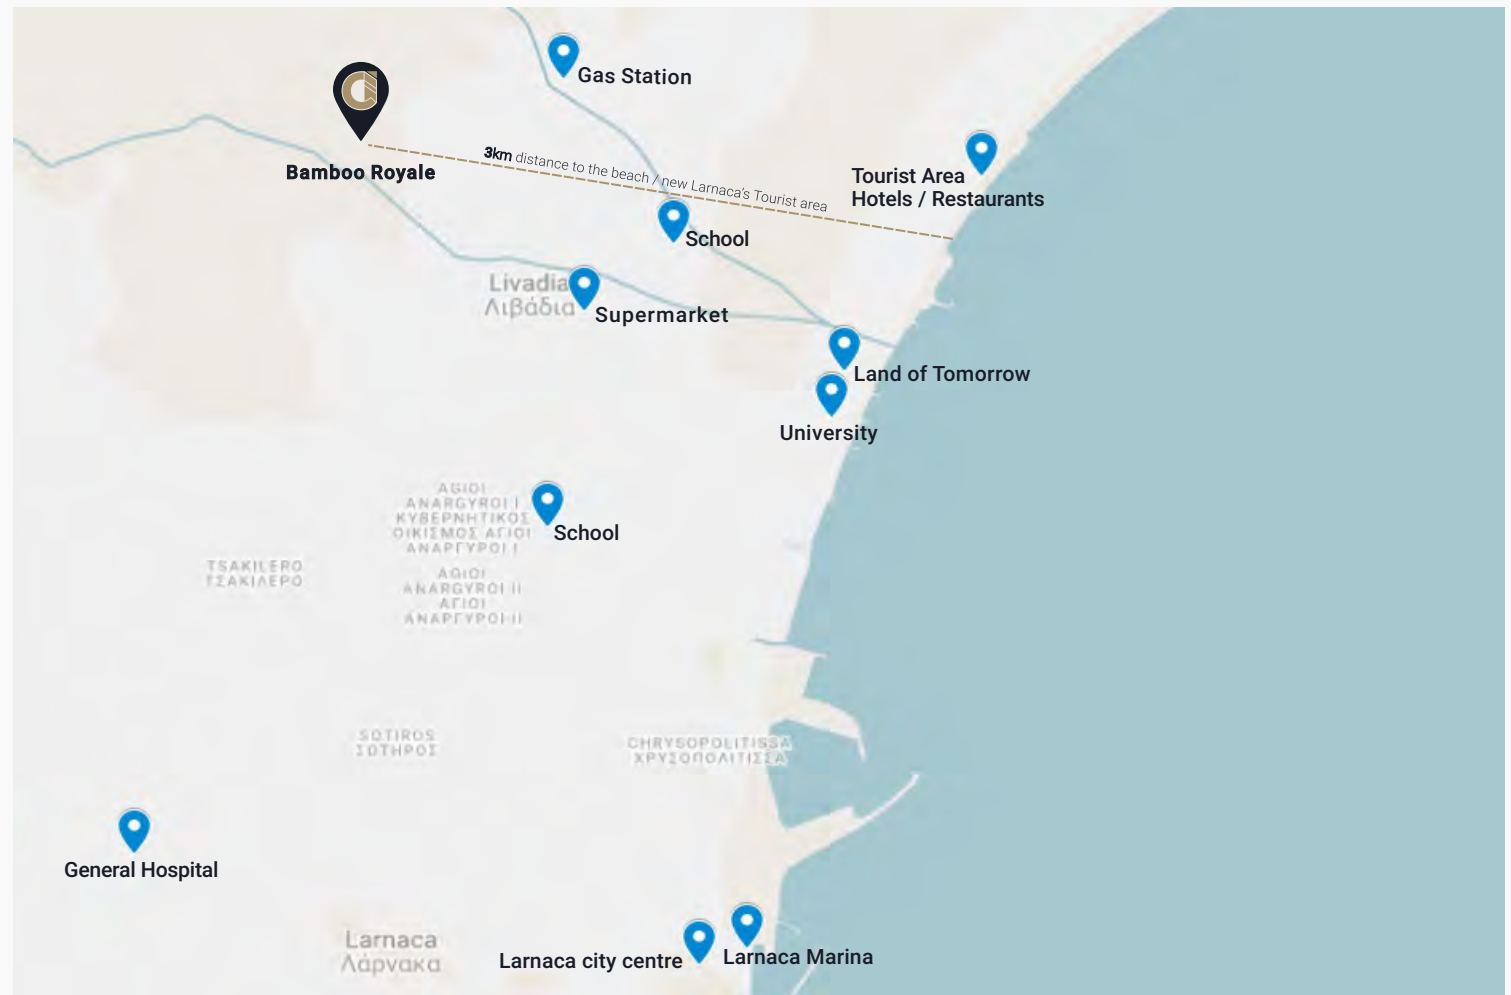 Gas Station
Bamboo Royale
3km distance to the beach / new Larnaca's Tourist area
Tourist Area
Hotels / Restaurants
School
Livadia
Λιβάδια
Supermarket
Land of Tomorrow
University
AGIOI
ANARGYROI I
ΚΥΒΕΡΝΗΤΙΚΟΣ
ΟΙΚΙΣΜΟΣ ΑΓΙΟΙ
ΑΝΑΡΓΥΡΟΙ Ι
School
TSAKILERO
ΤΣΑΚΙΛΕΡΟ
AGIOI
ANARGYROI II
ΑΓΙΟΙ
ΑΝΑΡΓΥΡΟΙ ΙΙ
SOTIROS
ΣΩΤΗΡΟΣ
CHRYSOPOLITISSA
ΧΡΥΣΟΠΟΛΙΤΙΣΣΑ
General Hospital
Larnaca
Λάρνακα
Larnaca city centre
Larnaca Marina